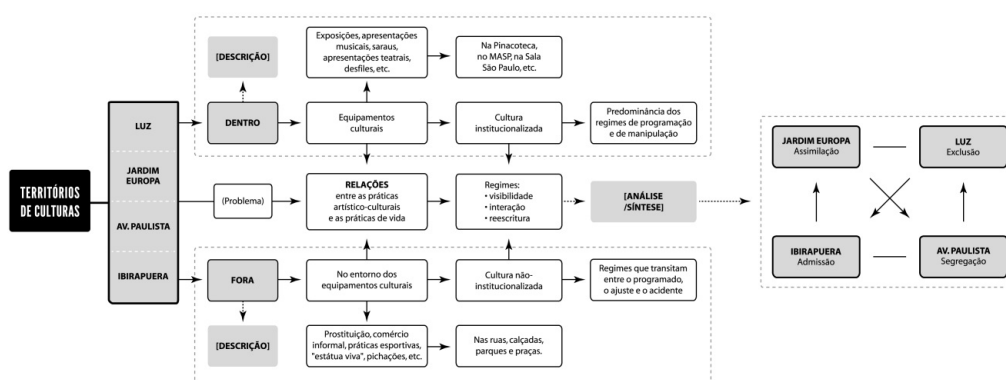 TERRITÓRIOS
DE CULTURAS
LUZ
JARDIM
EUROPA
AV. PAULISTA
IBIRAPUERA
[DESCRIÇÃO]
Exposições, apresentações
musicais, saraus,
apresentações teatrais,
desfiles, etc.
Na Pinacoteca,
no MASP, na Sala
São Paulo, etc.
DENTRO
Equipamentos
culturais
Cultura
institucionalizada
Predominância dos
regimes de programação
e de manipulação
(Problema)
RELAÇÕES
entre as práticas
artístico-culturais
e as práticas de vida
Regimes:
• visibilidade
• interação
• reescritura
[ANÁLISE
/SÍNTESE]
FORA
No entorno dos
equipamentos culturais
Cultura não-
institucionalizada
Regimes que transitam
entre o programado,
o ajuste e o acidente
[DESCRIÇÃO]
Prostituição, comércio
informal, práticas esportivas,
"estátua viva", pichações, etc.
Nas ruas, calçadas,
parques e praças.
JARDIM EUROPA
Assimilação
LUZ
Exclusão
IBIRAPUERA
Admissão
AV. PAULISTA
Segregação